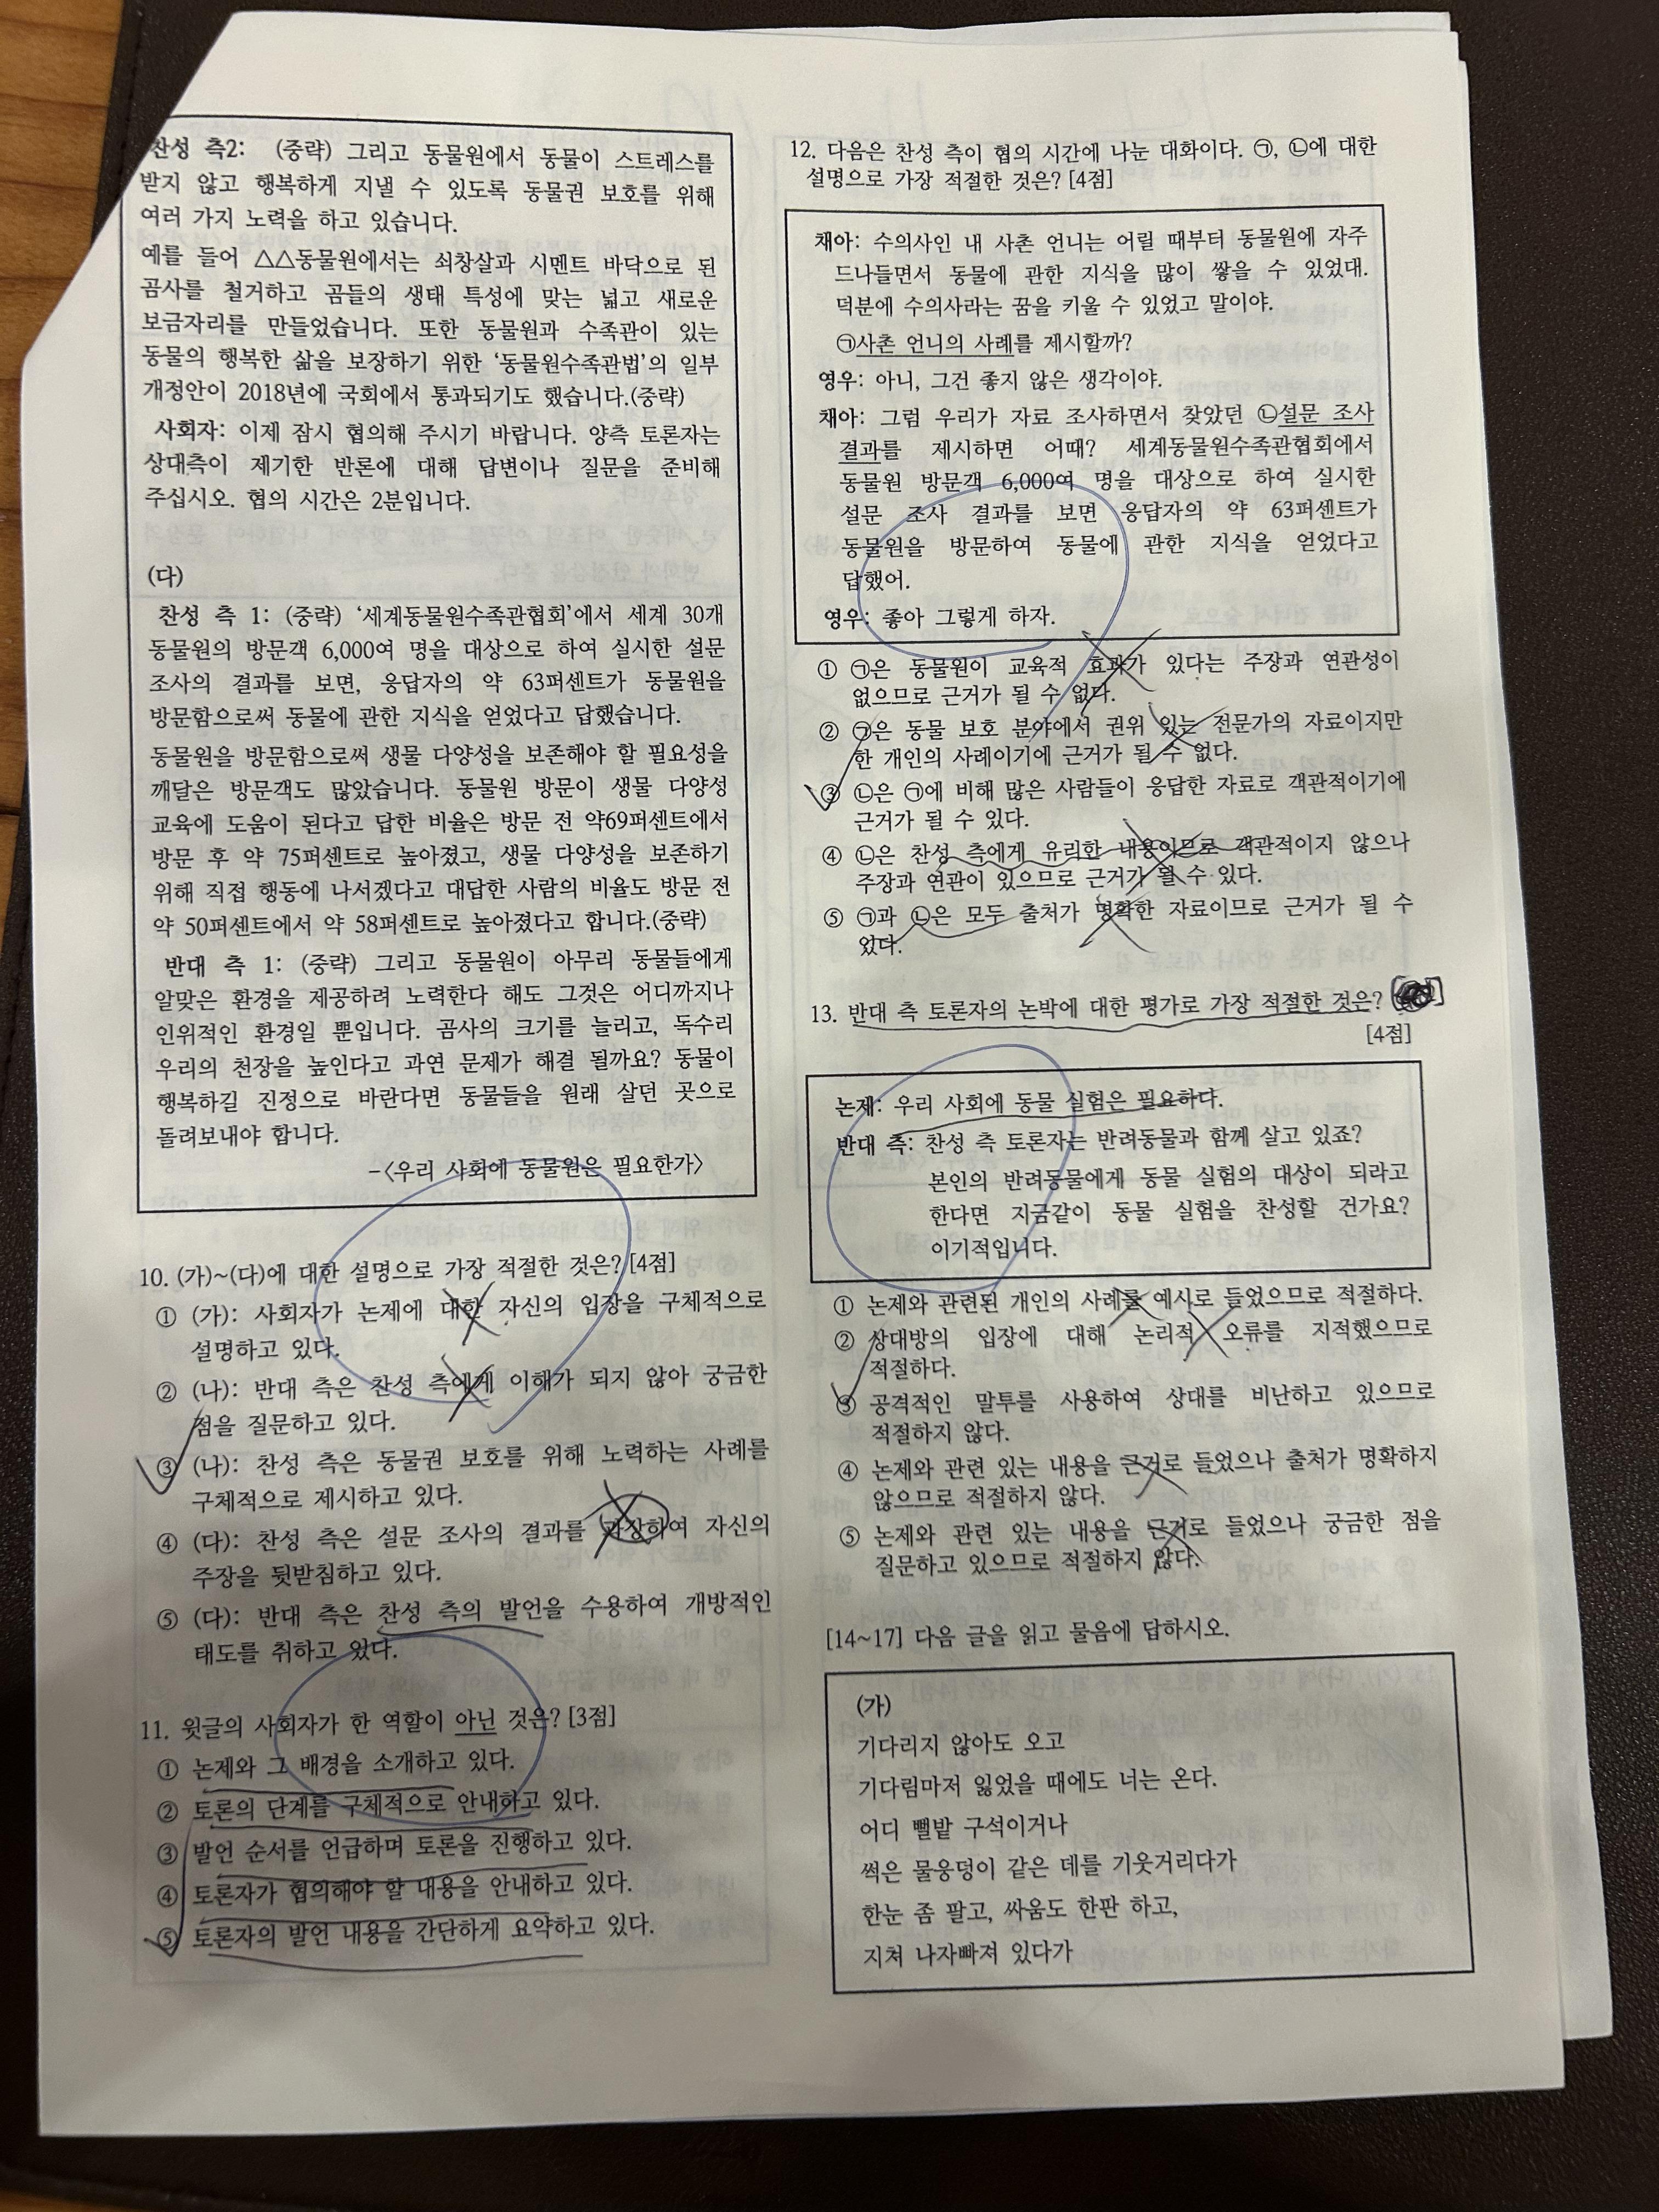 찬성 측2: (중략) 그리고 동물원에서 동물이 스트레스를
받지 않고 행복하게 지낼 수 있도록 동물권 보호를 위해
여러 가지 노력을 하고 있습니다.
예를 들어 △△동물원에서는 쇠창살과 시멘트 바닥으로 된
곰사를 철거하고 곰들의 생태 특성에 맞는 넓고 새로운
보금자리를 만들었습니다. 또한 동물원과 수족관이 있는
동물의 행복한 삶을 보장하기 위한 '동물원수족관법'의 일부
개정안이 2018년에 국회에서 통과되기도 했습니다.(중략)
사회자: 이제 잠시 협의해 주시기 바랍니다. 양측 토론자는
상대측이 제기한 반론에 대해 답변이나 질문을 준비해
주십시오. 협의 시간은 2분입니다.
(다)
찬성 측 1: (중략) '세계동물원수족관협회'에서 세계 30개
동물원의 방문객 6,000여 명을 대상으로 하여 실시한 설문
조사의 결과를 보면, 응답자의 약 63퍼센트가 동물원을
방문함으로써 동물에 관한 지식을 얻었다고 답했습니다.
동물원을 방문함으로써 생물 다양성을 보존해야 할 필요성을
깨달은 방문객도 많았습니다. 동물원 방문이 생물 다양성
교육에 도움이 된다고 답한 비율은 방문 전 약69퍼센트에서
방문 후 약 75퍼센트로 높아졌고, 생물 다양성을 보존하기
위해 직접 행동에 나서겠다고 대답한 사람의 비율도 방문 전
약 50퍼센트에서 약 58퍼센트로 높아졌다고 합니다.(중략)
반대 측 1: (중략) 그리고 동물원이 아무리 동물들에게
알맞은 환경을 제공하려 노력한다 해도 그것은 어디까지나
인위적인 환경일 뿐입니다. 곰사의 크기를 늘리고, 독수리
우리의 천장을 높인다고 과연 문제가 해결 될까요? 동물이
행복하길 진정으로 바란다면 동물들을 원래 살던 곳으로
돌려보내야 합니다.
-〈우리 사회에 동물원은 필요한가〉
10. (가)~(다)에 대한 설명으로 가장 적절한 것은? [4점]
① (가): 사회자가 논제에 대한 자신의 입장을 구체적으로
설명하고 있다.
② (나): 반대 측은 찬성 측에게 이해가 되지 않아 궁금한
점을 질문하고 있다.
③ (나): 찬성 측은 동물권 보호를 위해 노력하는 사례를
구체적으로 제시하고 있다.
④ (다): 찬성 측은 설문 조사의 결과를 과장하여 자신의
주장을 뒷받침하고 있다.
⑤ (다): 반대 측은 찬성 측의 발언을 수용하여 개방적인
태도를 취하고 있다.
11. 윗글의 사회자가 한 역할이 아닌 것은? [3점]
① 논제와 그 배경을 소개하고 있다.
② 토론의 단계를 구체적으로 안내하고 있다.
③ 발언 순서를 언급하며 토론을 진행하고 있다.
④ 토론자가 협의해야 할 내용을 안내하고 있다.
⑤ 토론자의 발언 내용을 간단하게 요약하고 있다.
12. 다음은 찬성 측이 협의 시간에 나눈 대화이다. ㉠, ㉡에 대한
설명으로 가장 적절한 것은? [4점]
채아: 수의사인 내 사촌 언니는 어릴 때부터 동물원에 자주
드나들면서 동물에 관한 지식을 많이 쌓을 수 있었대.
덕분에 수의사라는 꿈을 키울 수 있었고 말이야.
㉠사촌 언니의 사례를 제시할까?
영우: 아니, 그건 좋지 않은 생각이야.
채아: 그럼 우리가 자료 조사하면서 찾았던 ㉡설문 조사
결과를 제시하면 어때? 세계동물원수족관협회에서
동물원 방문객 6,000여 명을 대상으로 하여 실시한
설문 조사 결과를 보면 응답자의 약 63퍼센트가
동물원을 방문하여 동물에 관한 지식을 얻었다고
답했어.
영우: 좋아 그렇게 하자.
① ㉠은 동물원이 교육적 효과가 있다는 주장과 연관성이
없으므로 근거가 될 수 없다.
② ㉠은 동물 보호 분야에서 권위 있는 전문가의 자료이지만
한 개인의 사례이기에 근거가 될 수 없다.
③ ㉡은 ㉠에 비해 많은 사람들이 응답한 자료로 객관적이기에
근거가 될 수 있다.
④ ㉡은 찬성 측에게 유리한 내용이므로 객관적이지 않으나
주장과 연관이 있으므로 근거가 될 수 있다.
⑤ ㉠과 ㉡은 모두 출처가 명확한 자료이므로 근거가 될 수
있다.
13. 반대 측 토론자의 논박에 대한 평가로 가장 적절한 것은?
[4점]
논제: 우리 사회에 동물 실험은 필요하다.
반대 측: 찬성 측 토론자는 반려동물과 함께 살고 있죠?
본인의 반려동물에게 동물 실험의 대상이 되라고
한다면 지금같이 동물 실험을 찬성할 건가요?
이기적입니다.
① 논제와 관련된 개인의 사례를 예시로 들었으므로 적절하다.
② 상대방의 입장에 대해 논리적 오류를 지적했으므로
적절하다.
③ 공격적인 말투를 사용하여 상대를 비난하고 있으므로
적절하지 않다.
④ 논제와 관련 있는 내용을 근거로 들었으나 출처가 명확하지
않으므로 적절하지 않다.
⑤ 논제와 관련 있는 내용을 근거로 들었으나 궁금한 점을
질문하고 있으므로 적절하지 않다.
[14~17] 다음 글을 읽고 물음에 답하시오.
(가)
기다리지 않아도 오고
기다림마저 잃었을 때에도 너는 온다.
어디 뻘밭 구석이거나
썩은 물웅덩이 같은 데를 기웃거리다가
한눈 좀 팔고, 싸움도 한판 하고,
지쳐 나자빠져 있다가